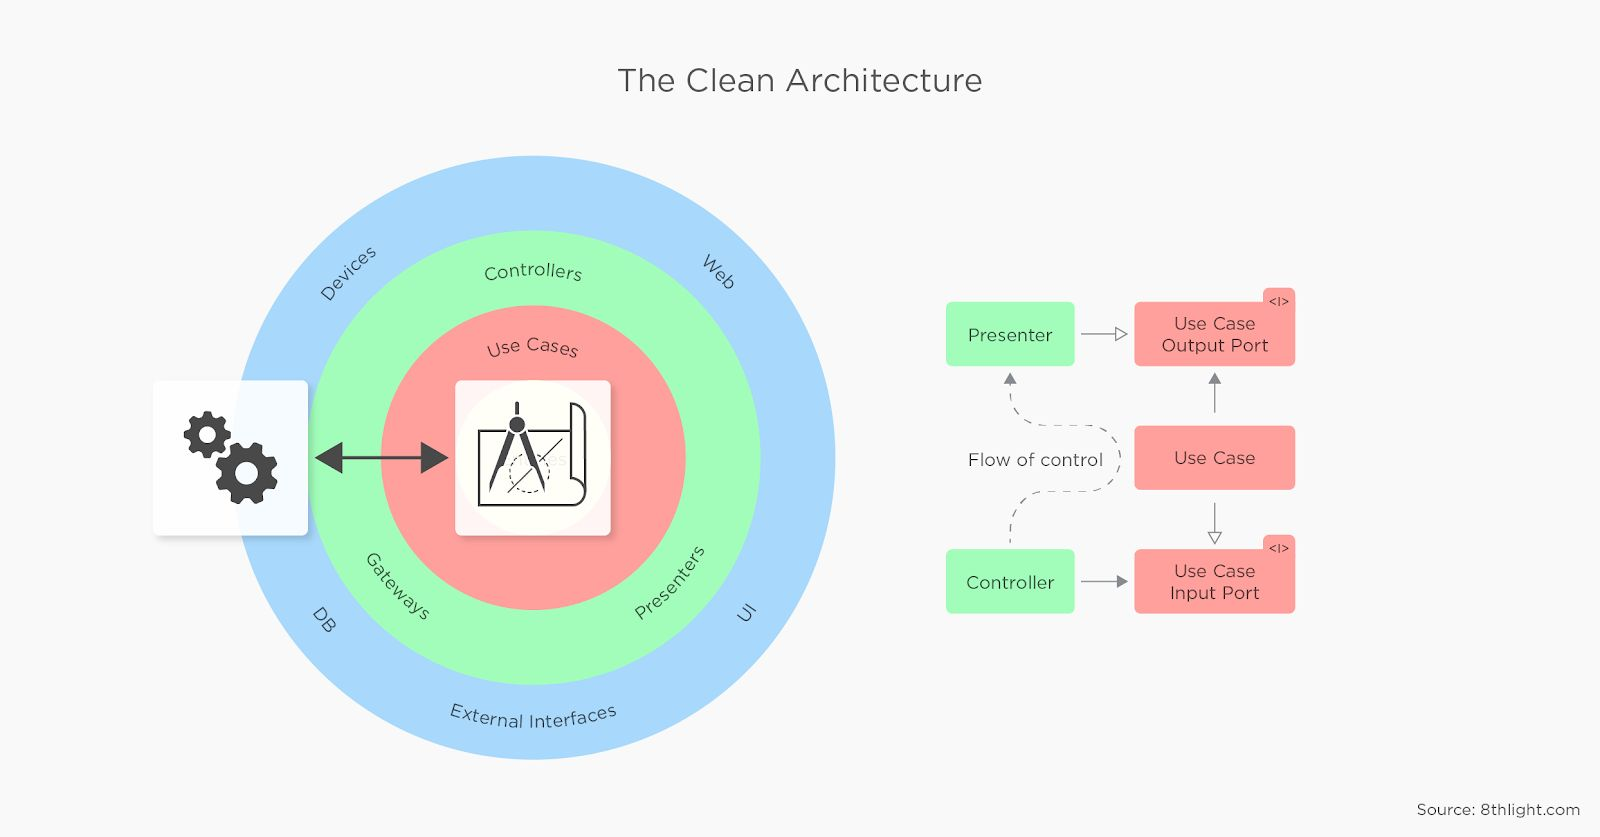 The Clean Architecture
Devices
Web
Controllers
Use Cases
Gateways
Presenters
DB
UI
External Interfaces
Presenter
<I>
Use Case
Output Port
Flow of control
Use Case
Controller
<I>
Use Case
Input Port
Source: 8thlight.com